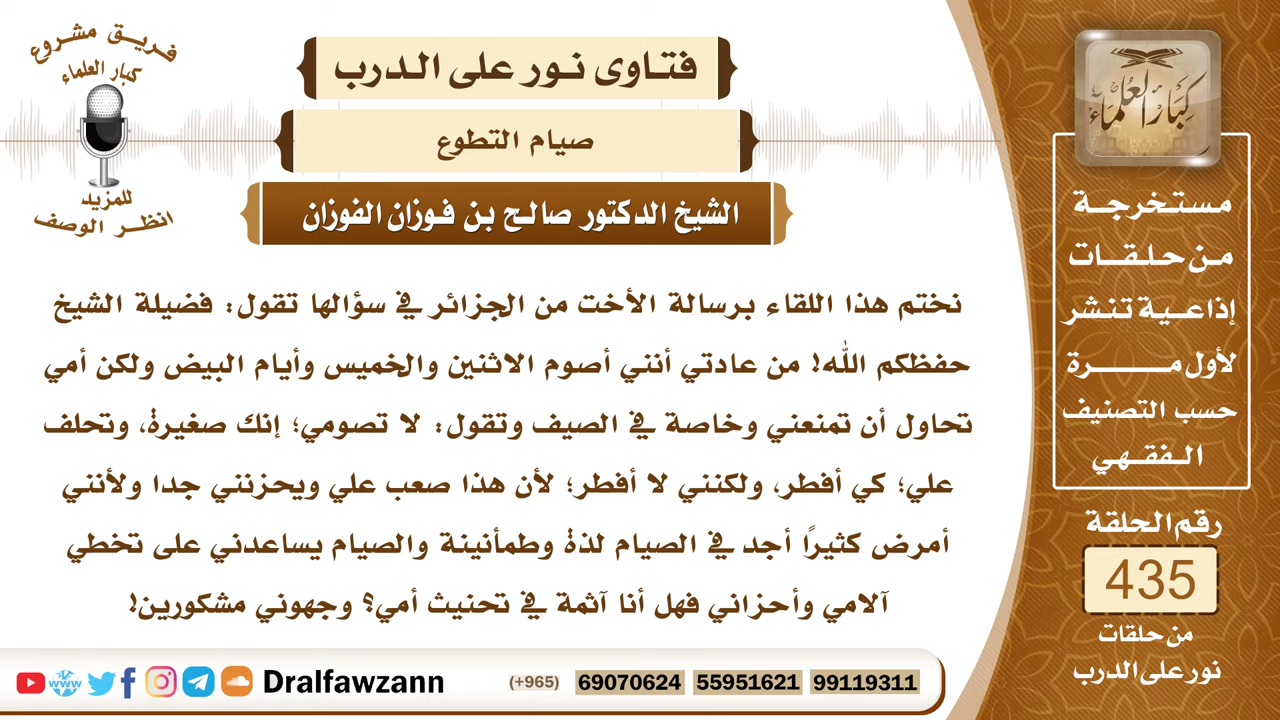 فريق مشروع
كبار العلماء
للمزيد
انظر الوصف
فتاوى نور على الدرب
صيام التطوع
الشيخ الدكتور صالح بن فوزان الفوزان
نختم هذا اللقاء برسالة الأخت من الجزائر في سؤالها تقول: فضيلة الشيخ
حفظكم الله! من عادتي أنني أصوم الاثنين والخميس وأيام البيض ولكن أمي
تحاول أن تمنعني وخاصة في الصيف وتقول: لا تصومي؛ إنك صغيرة، وتحلف
علي؛ كي أفطر، ولكنني لا أفطر؛ لأن هذا صعب علي ويحزنني جدا ولأنني
أمرض كثيرًا أجد في الصيام لذة وطمأنينة والصيام يساعدني على تخطي
آلامي وأحزاني فهل أنا آثمة في تحنيث أمي؟ وجهوني مشكورين!
كبار العلماء
مستخرجة
من حلقات
إذاعية تنشر
لأول مرة
حسب التصنيف
الفقهي
رقم الحلقة
435
من حلقات
نور على الدرب
www
Dralfawzann (+965) 69070624 55951621 99119311